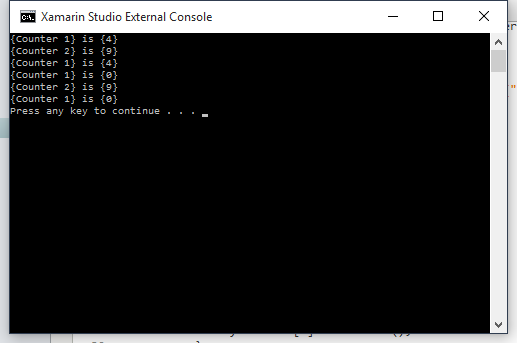 Xamarin Studio External Console
{Counter 1} is {4}
{Counter 2} is {9}
{Counter 1} is {4}
{Counter 1} is {0}
{Counter 2} is {9}
{Counter 1} is {0}
Press any key to continue . . .